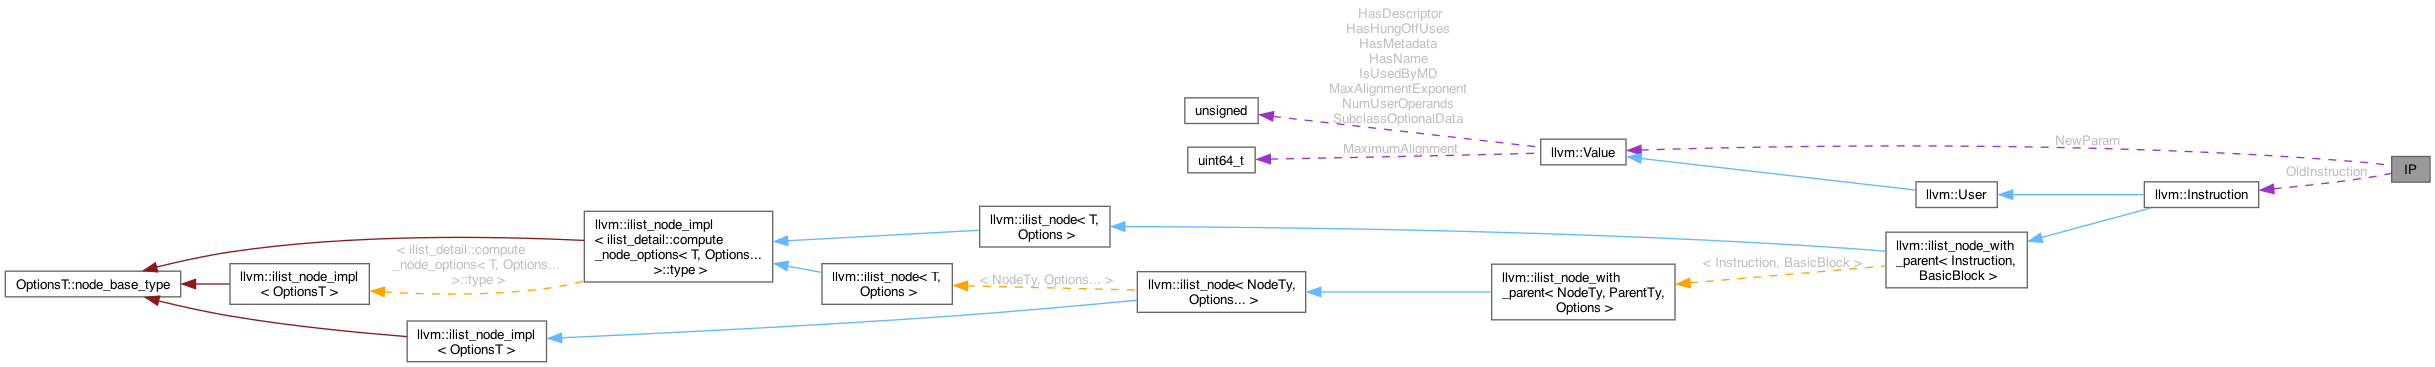 HasDescriptor
HasHungOffUses
HasMetadata
HasName
IsUsedByMD
MaxAlignmentExponent
NumUserOperands
SubclassOptionalData
unsigned
uint64_t
MaximumAlignment
llvm::Value
NewParam
OldInstruction
IP
llvm::User
llvm::Instruction
llvm::ilist_node_impl
< ilist_detail::compute
_node_options< T, Options...
>::type >
llvm::ilist_node< T,
Options >
llvm::ilist_node_with
_parent< Instruction,
BasicBlock >
< ilist_detail::compute
_node_options< T, Options...
>::type >
OptionsT::node_base_type
llvm::ilist_node_impl
< OptionsT >
llvm::ilist_node< T,
Options >
< NodeTy, Options... >
llvm::ilist_node< NodeTy,
Options... >
llvm::ilist_node_with
_parent< NodeTy, ParentTy,
Options >
< Instruction, BasicBlock >
llvm::ilist_node_impl
< OptionsT >